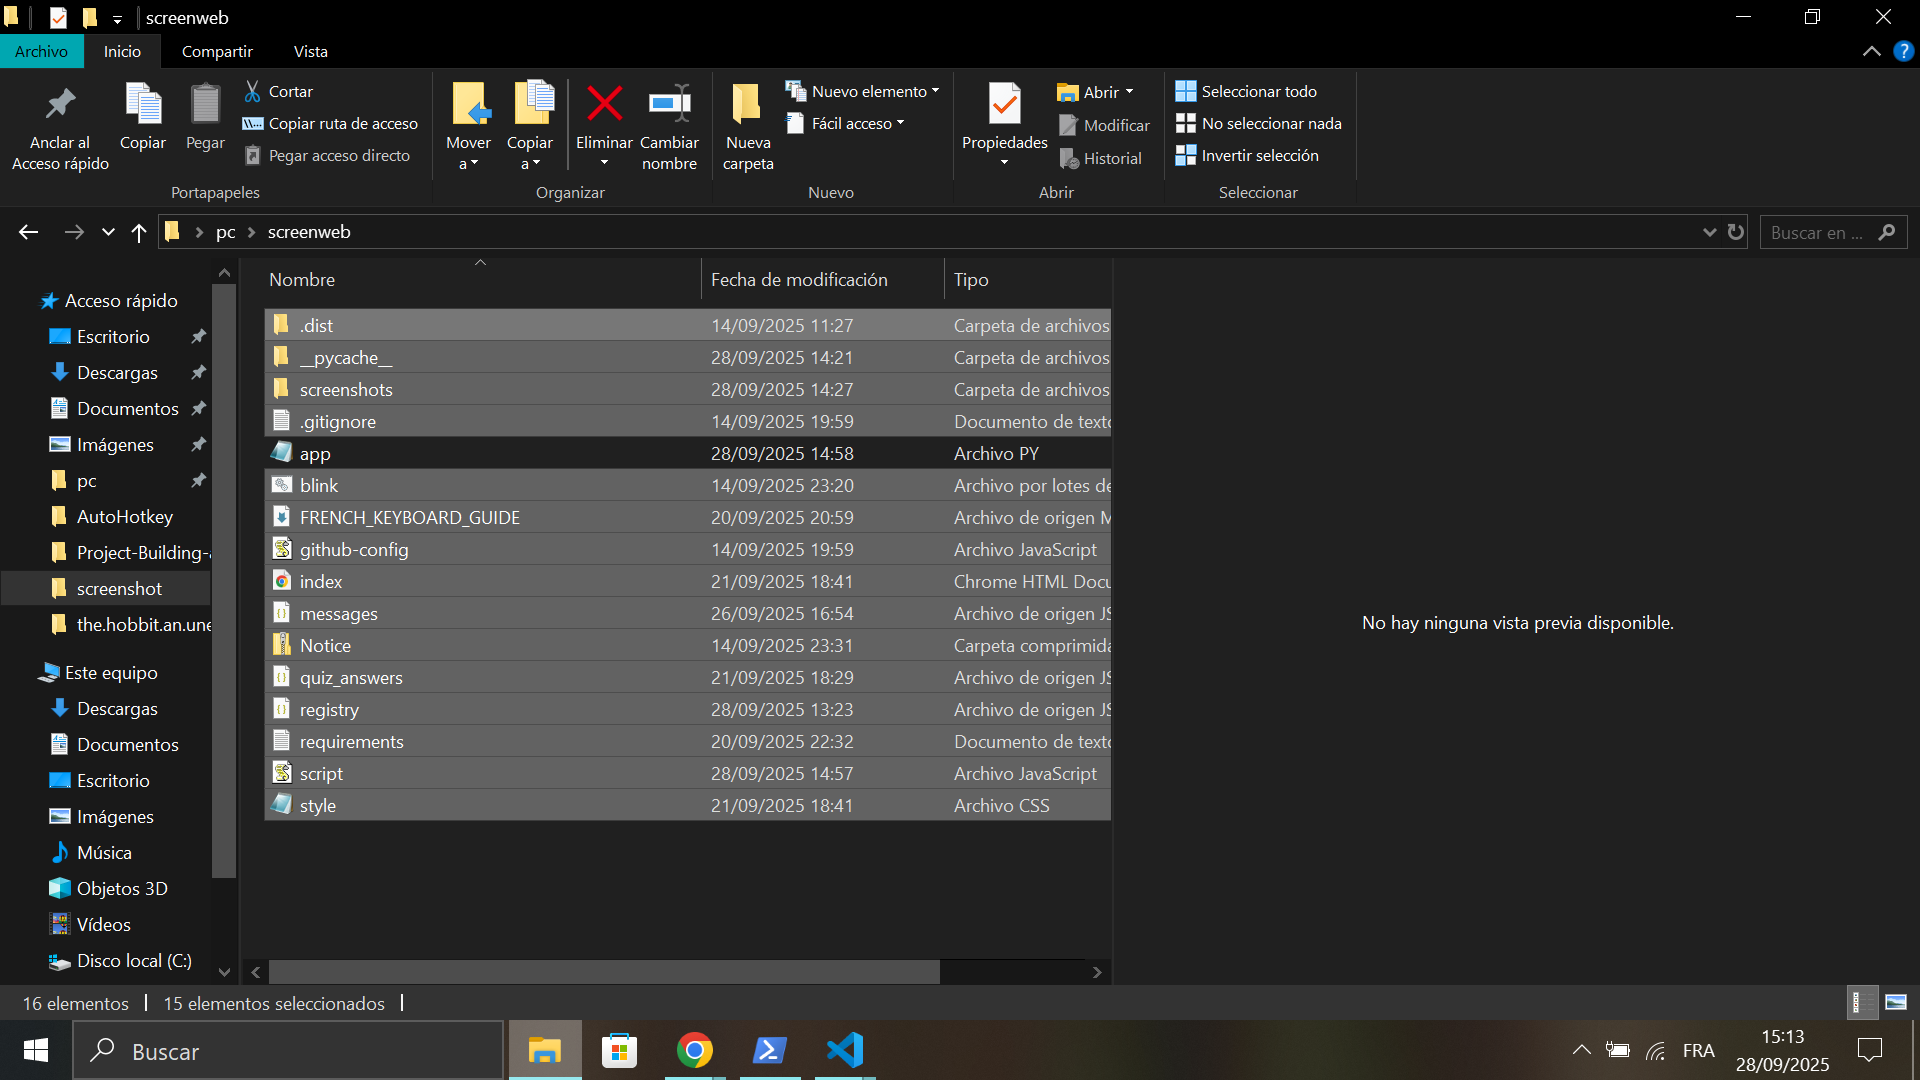 screenweb
Archivo
Inicio
Compartir
Vista
Anclar al
Acceso rápido
Copiar
Pegar
Cortar
Copiar ruta de acceso
Pegar acceso directo
Portapapeles
Mover
a
Copiar
a
Eliminar
Cambiar
nombre
Organizar
Nueva
carpeta
Nuevo elemento
Fácil acceso
Nuevo
Propiedades
Abrir
Modificar
Historial
Abrir
Seleccionar todo
No seleccionar nada
Invertir selección
Seleccionar
pc
screenweb
Buscar en ...
Acceso rápido
Escritorio
Descargas
Documentos
Imágenes
pc
AutoHotkey
Project-Building-
screenshot
the.hobbit.an.une
Este equipo
Descargas
Documentos
Escritorio
Imágenes
Música
Objetos 3D
Vídeos
Disco local (C:)
Nombre Fecha de modificación Tipo
.dist 14/09/2025 11:27 Carpeta de archivos
__pycache__ 28/09/2025 14:21 Carpeta de archivos
screenshots 28/09/2025 14:27 Carpeta de archivos
.gitignore 14/09/2025 19:59 Documento de texto
app 28/09/2025 14:58 Archivo PY
blink 14/09/2025 23:20 Archivo por lotes de
FRENCH_KEYBOARD_GUIDE 20/09/2025 20:59 Archivo de origen M
github-config 14/09/2025 19:59 Archivo JavaScript
index 21/09/2025 18:41 Chrome HTML Docu
messages 26/09/2025 16:54 Archivo de origen JS
Notice 14/09/2025 23:31 Carpeta comprimida
quiz_answers 21/09/2025 18:29 Archivo de origen JS
registry 28/09/2025 13:23 Archivo de origen JS
requirements 20/09/2025 22:32 Documento de texto
script 28/09/2025 14:57 Archivo JavaScript
style 21/09/2025 18:41 Archivo CSS
No hay ninguna vista previa disponible.
16 elementos
15 elementos seleccionados
Buscar
FRA
15:13
28/09/2025